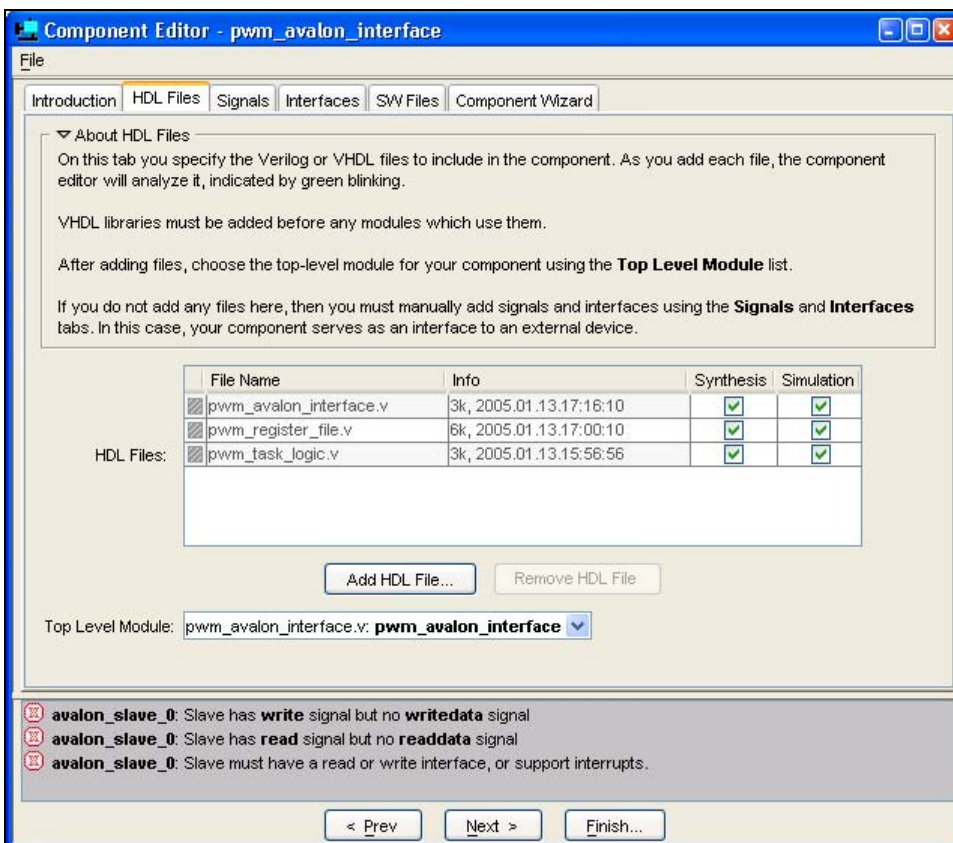 Component Editor - pwm_avalon_interface
File
Introduction HDL Files Signals Interfaces SW Files Component Wizard
About HDL Files
On this tab you specify the Verilog or VHDL files to include in the component. As you add each file, the component
editor will analyze it, indicated by green blinking.
VHDL libraries must be added before any modules which use them.
After adding files, choose the top-level module for your component using the Top Level Module list.
If you do not add any files here, then you must manually add signals and interfaces using the Signals and Interfaces
tabs. In this case, your component serves as an interface to an external device.
File Name Info Synthesis Simulation
pwm_avalon_interface.v 3k, 2005.01.13.17:16:10
pwm_register_file.v 6k, 2005.01.13.17:00:10
HDL Files: pwm_task_logic.v 3k, 2005.01.13.15:56:56
Add HDL File... Remove HDL File
Top Level Module: pwm_avalon_interface.v: pwm_avalon_interface
avalon_slave_0: Slave has write signal but no writedata signal
avalon_slave_0: Slave has read signal but no readdata signal
avalon_slave_0: Slave must have a read or write interface, or support interrupts.
< Prev Next > Finish...